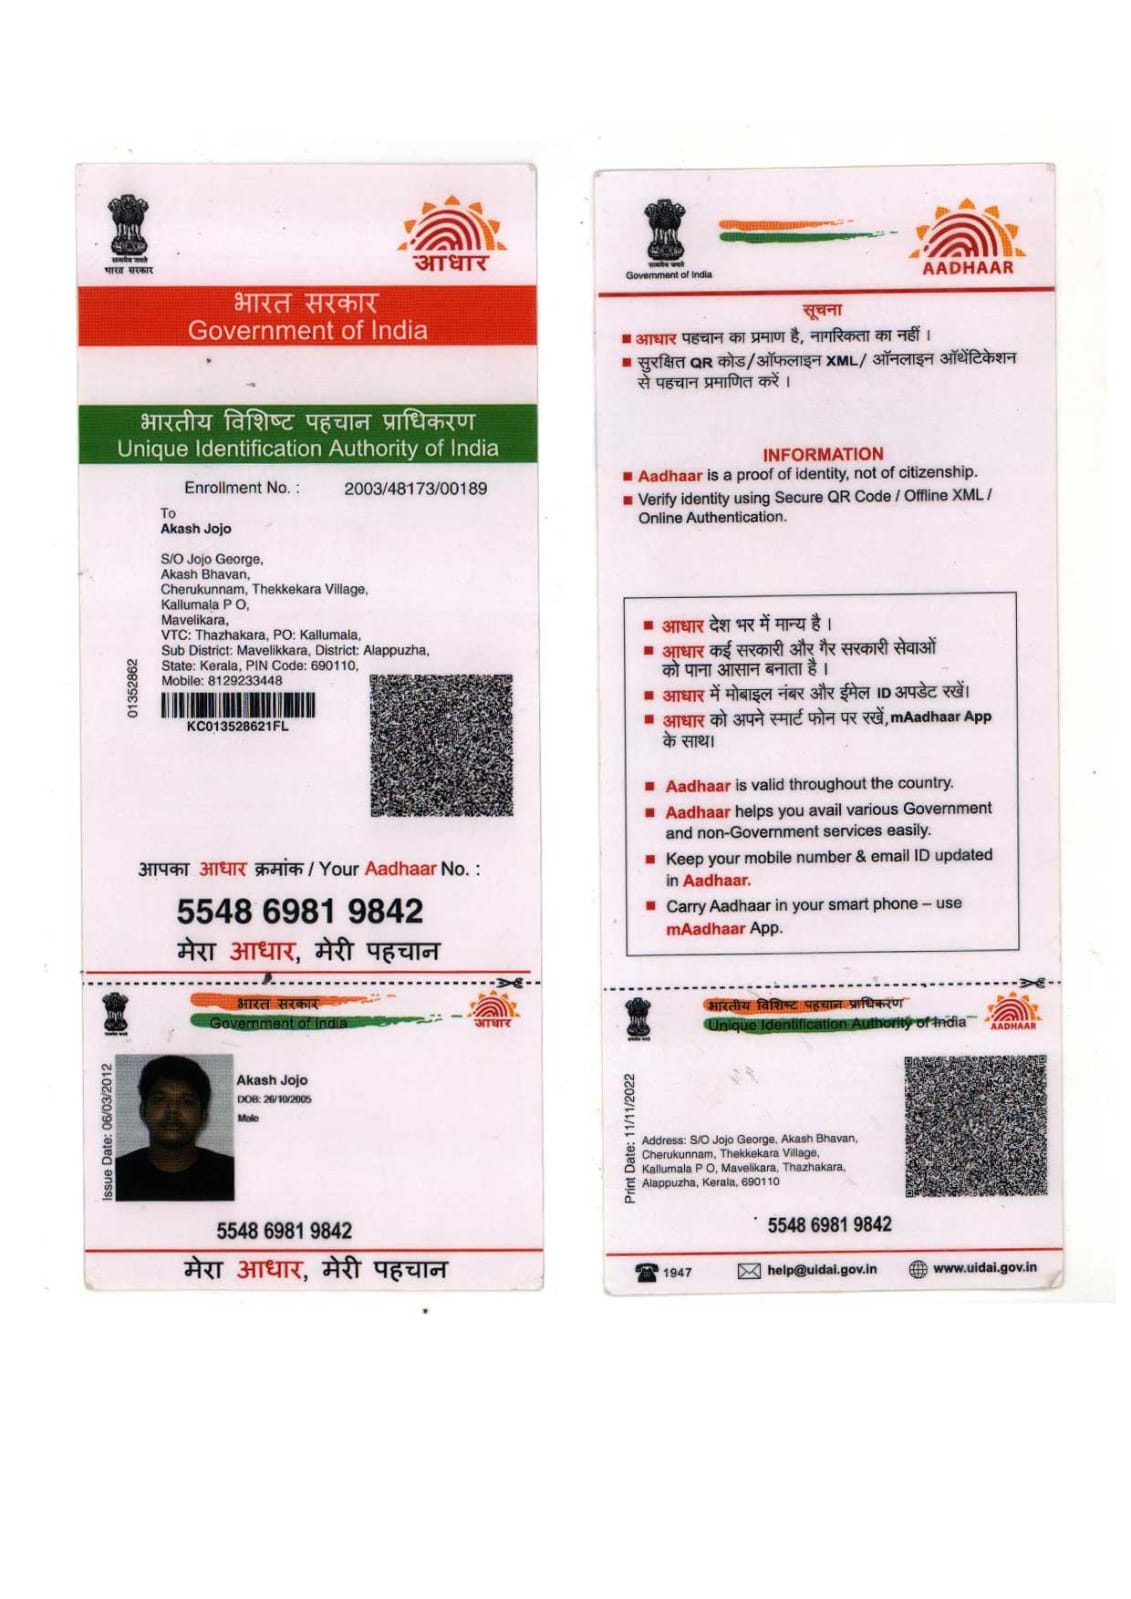 सत्यमेव जयते
भारत सरकार
आधार
भारत सरकार
Government of India
भारतीय विशिष्ट पहचान प्राधिकरण
Unique Identification Authority of India
Enrollment No. : 2003/48173/00189
To
Akash Jojo
S/O Jojo George,
Akash Bhavan,
Cherukunnam, Thekkekara Village,
Kallumala P O,
Mavelikara,
VTC: Thazhakara, PO: Kallumala,
Sub District: Mavelikkara, District: Alappuzha,
State: Kerala, PIN Code: 690110,
Mobile: 8129233448
01352862
KC013528621FL
आपका आधार क्रमांक / Your Aadhaar No. :
5548 6981 9842
मेरा आधार, मेरी पहचान
भारत सरकार
Government of India
आधार
Issue Date: 06/03/2012
Akash Jojo
DOB: 26/10/2005
Male
5548 6981 9842
मेरा आधार, मेरी पहचान
सत्यमेव जयते
Government of India
AADHAAR
सूचना
आधार पहचान का प्रमाण है, नागरिकता का नहीं ।
सुरक्षित QR कोड/ऑफलाइन XML/ ऑनलाइन ऑथेंटिकेशन
से पहचान प्रमाणित करें ।
INFORMATION
Aadhaar is a proof of identity, not of citizenship.
Verify identity using Secure QR Code / Offline XML /
Online Authentication.
आधार देश भर में मान्य है ।
आधार कई सरकारी और गैर सरकारी सेवाओं
को पाना आसान बनाता है ।
आधार में मोबाइल नंबर और ईमेल ID अपडेट रखें।
आधार को अपने स्मार्ट फोन पर रखें, mAadhaar App
के साथ।
Aadhaar is valid throughout the country.
Aadhaar helps you avail various Government
and non-Government services easily.
Keep your mobile number & email ID updated
in Aadhaar.
Carry Aadhaar in your smart phone – use
mAadhaar App.
भारतीय विशिष्ट पहचान प्राधिकरण
Unique Identification Authority of India
AADHAAR
Print Date: 11/11/2022
Address: S/O Jojo George, Akash Bhavan,
Cherukunnam, Thekkekara Village,
Kallumala P O, Mavelikara, Thazhakara,
Alappuzha, Kerala, 690110
5548 6981 9842
1947 help@uidai.gov.in www.uidai.gov.in